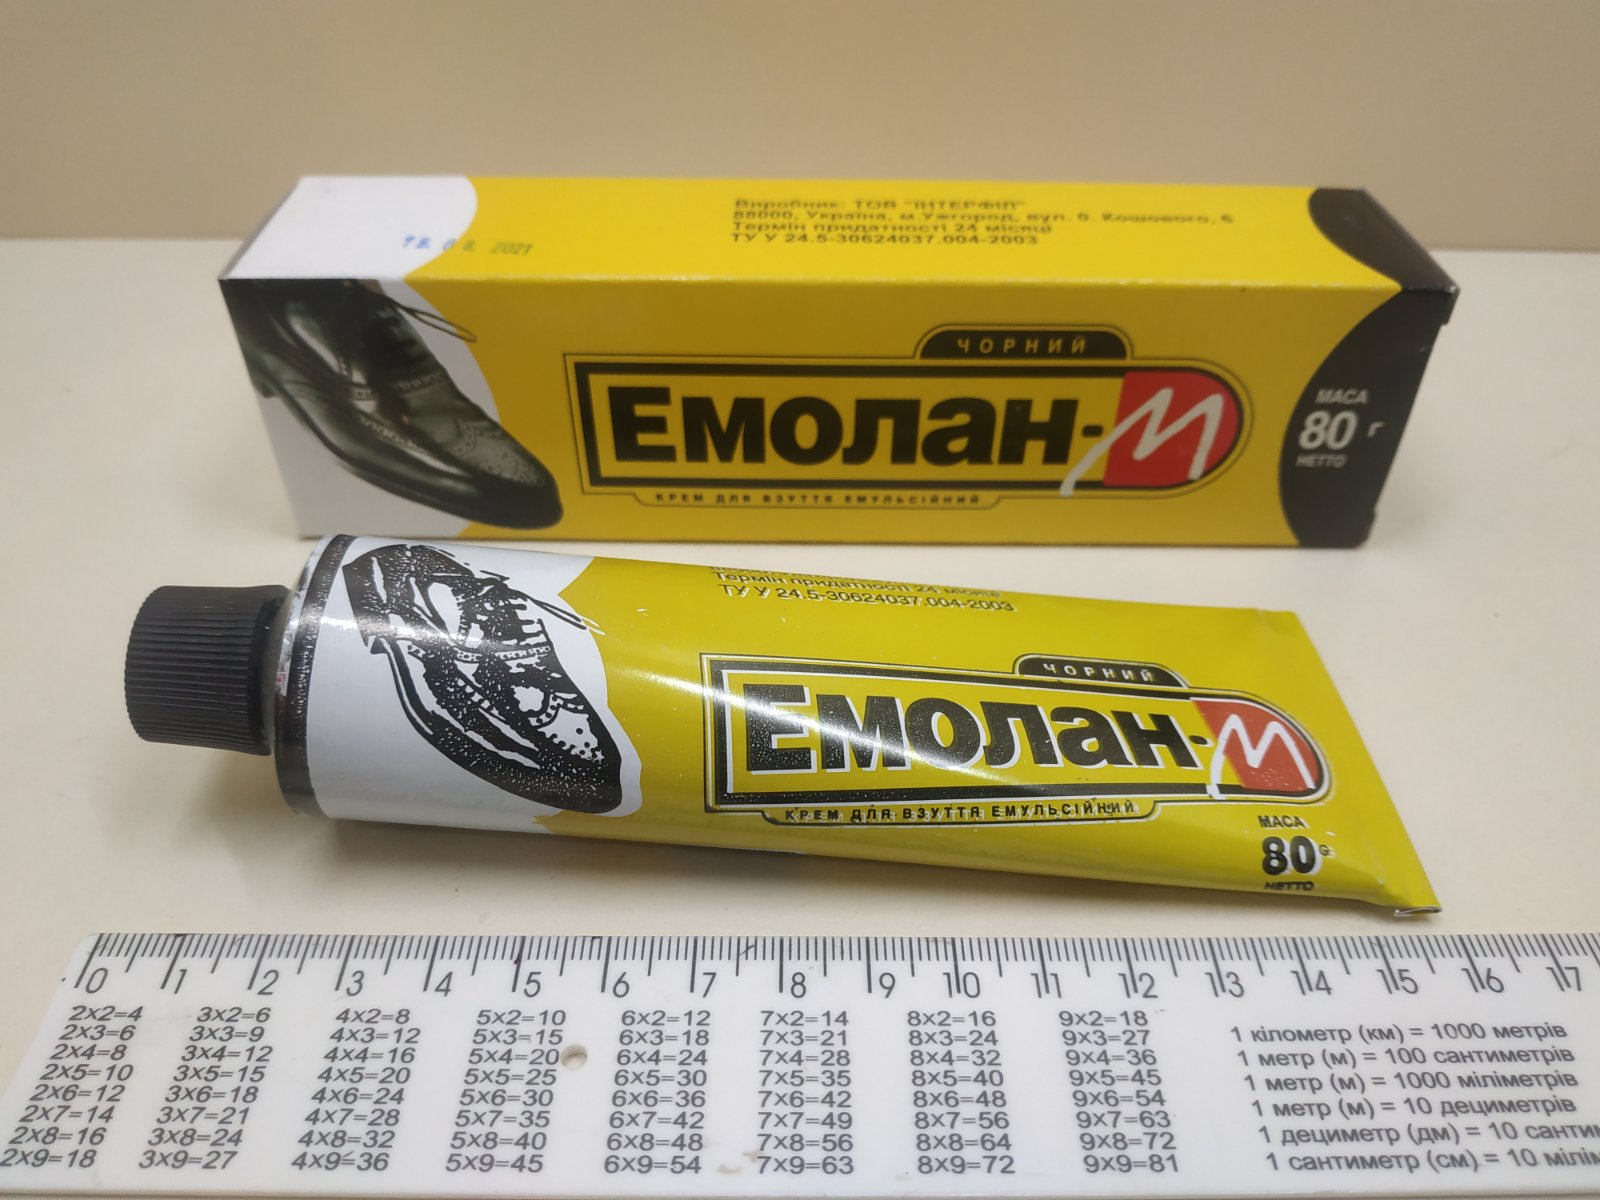 2021
Виробник: ТОВ "ІНТЕРФІЛ"
88000, Україна, м.Ужгород, вул. О. Кошового, 6
Термін придатності 24 місяці
ТУ У 24.5-30624037.004-2003
ЧОРНИЙ
ЕМОЛАН-М
КРЕМ ДЛЯ ВЗУТТЯ ЕМУЛЬСІЙНИЙ
МАСА
80 г
НЕТТО
Термін придатності 24 місяці
ТУ У 24.5-30624037.004-2003
ЧОРНИЙ
ЕМОЛАН-М
КРЕМ ДЛЯ ВЗУТТЯ ЕМУЛЬСІЙНИЙ
МАСА
80
НЕТТО
0 1 2 3 4 5 6 7 8 9 10 11 12 13 14 15 16 17
2x2=4 3x2=6 4x2=8 5x2=10 6x2=12 7x2=14 8x2=16 9x2=18
2x3=6 3x3=9 4x3=12 5x3=15 6x3=18 7x3=21 8x3=24 9x3=27 1 кілометр (км) = 1000 метрів
2x4=8 3x4=12 4x4=16 5x4=20 6x4=24 7x4=28 8x4=32 9x4=36 1 метр (м) = 100 сантиметрів
2x5=10 3x5=15 4x5=20 5x5=25 6x5=30 7x5=35 8x5=40 9x5=45 1 метр (м) = 1000 міліметрів
2x6=12 3x6=18 4x6=24 5x6=30 6x6=36 7x6=42 8x6=48 9x6=54 1 метр (м) = 10 дециметрів
2x7=14 3x7=21 4x7=28 5x7=35 6x7=42 7x7=49 8x7=56 9x7=63 1 дециметр (дм) = 10 санти
2x8=16 3x8=24 4x8=32 5x8=40 6x8=48 7x8=56 8x8=64 9x8=72 1 сантиметр (см) = 10 мілім
2x9=18 3x9=27 4x9=36 5x9=45 6x9=54 7x9=63 8x9=72 9x9=81